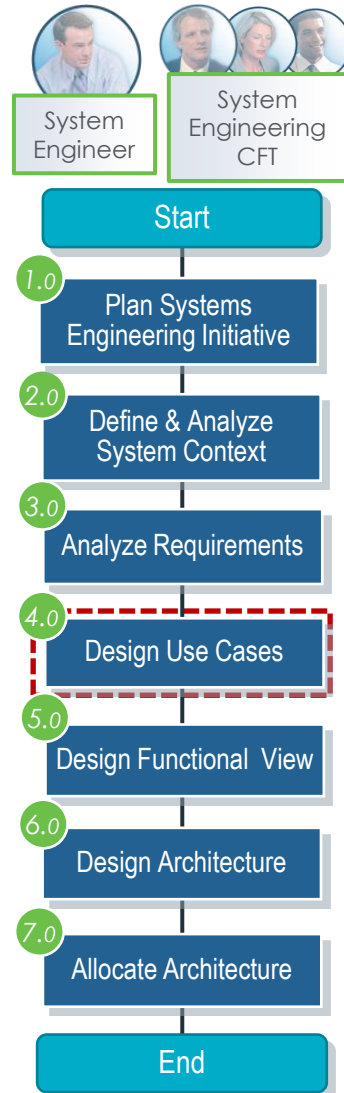 System
Engineer
System
Engineering
CFT
Start
1.0
Plan Systems
Engineering Initiative
2.0
Define & Analyze
System Context
3.0
Analyze Requirements
4.0
Design Use Cases
5.0
Design Functional View
6.0
Design Architecture
7.0
Allocate Architecture
End